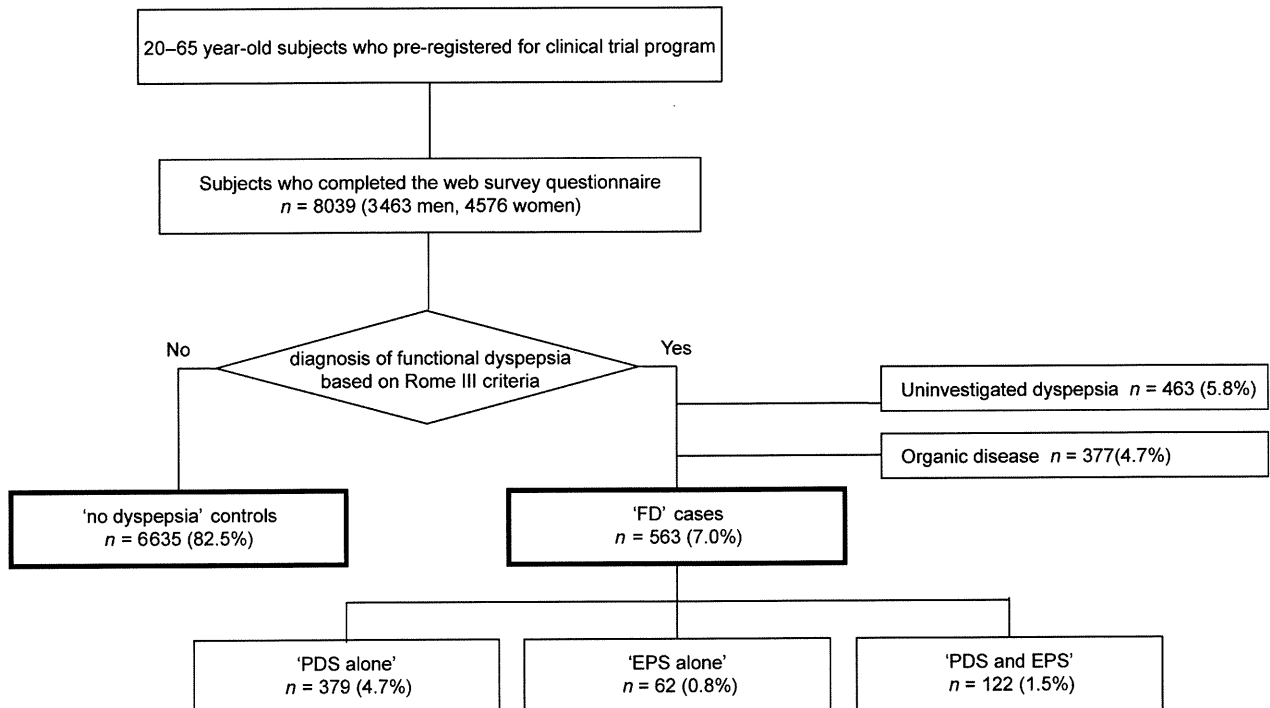 20–65 year-old subjects who pre-registered for clinical trial program
Subjects who completed the web survey questionnaire
n = 8039 (3463 men, 4576 women)
No
diagnosis of functional dyspepsia
based on Rome III criteria
Yes
Uninvestigated dyspepsia n = 463 (5.8%)
Organic disease n = 377(4.7%)
‘no dyspepsia’ controls
n = 6635 (82.5%)
‘FD’ cases
n = 563 (7.0%)
‘PDS alone’
n = 379 (4.7%)
‘EPS alone’
n = 62 (0.8%)
‘PDS and EPS’
n = 122 (1.5%)